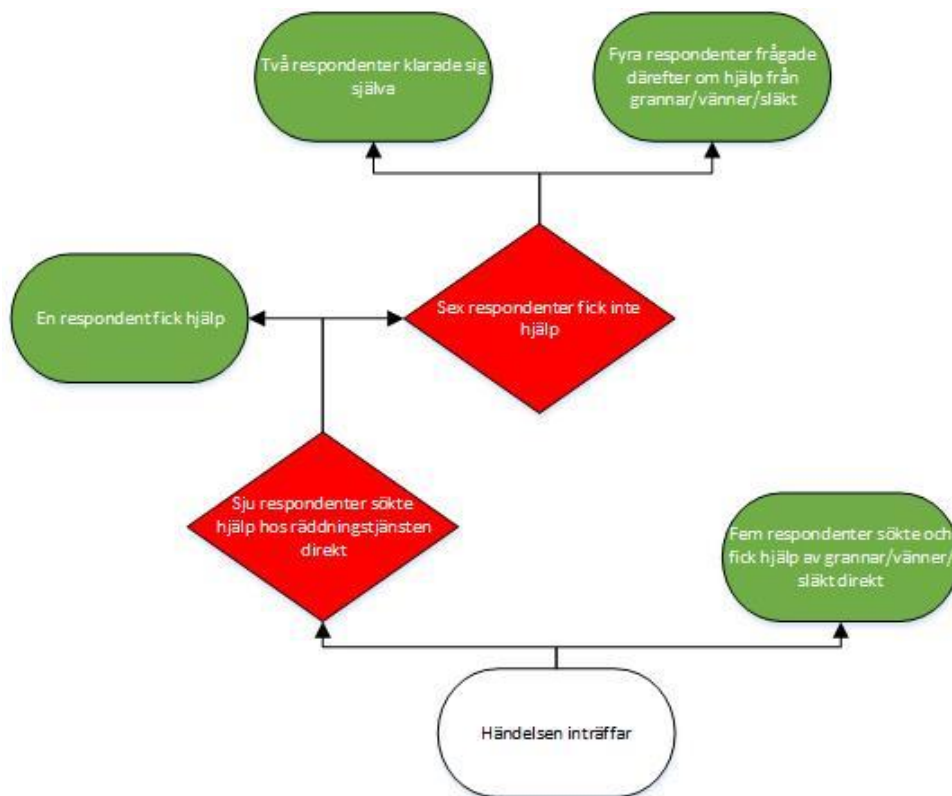 Två respondenter klarade sig
själva
Fyra respondenter frågade
därefter om hjälp från
grannar/vänner/släkt
En respondent fick hjälp
Sex respondenter fick inte
hjälp
Sju respondenter sökte
hjälp hos räddningstjänsten
direkt
Fem respondenter sökte och
fick hjälp av grannar/vänner/
släkt direkt
Händelsen inträffar